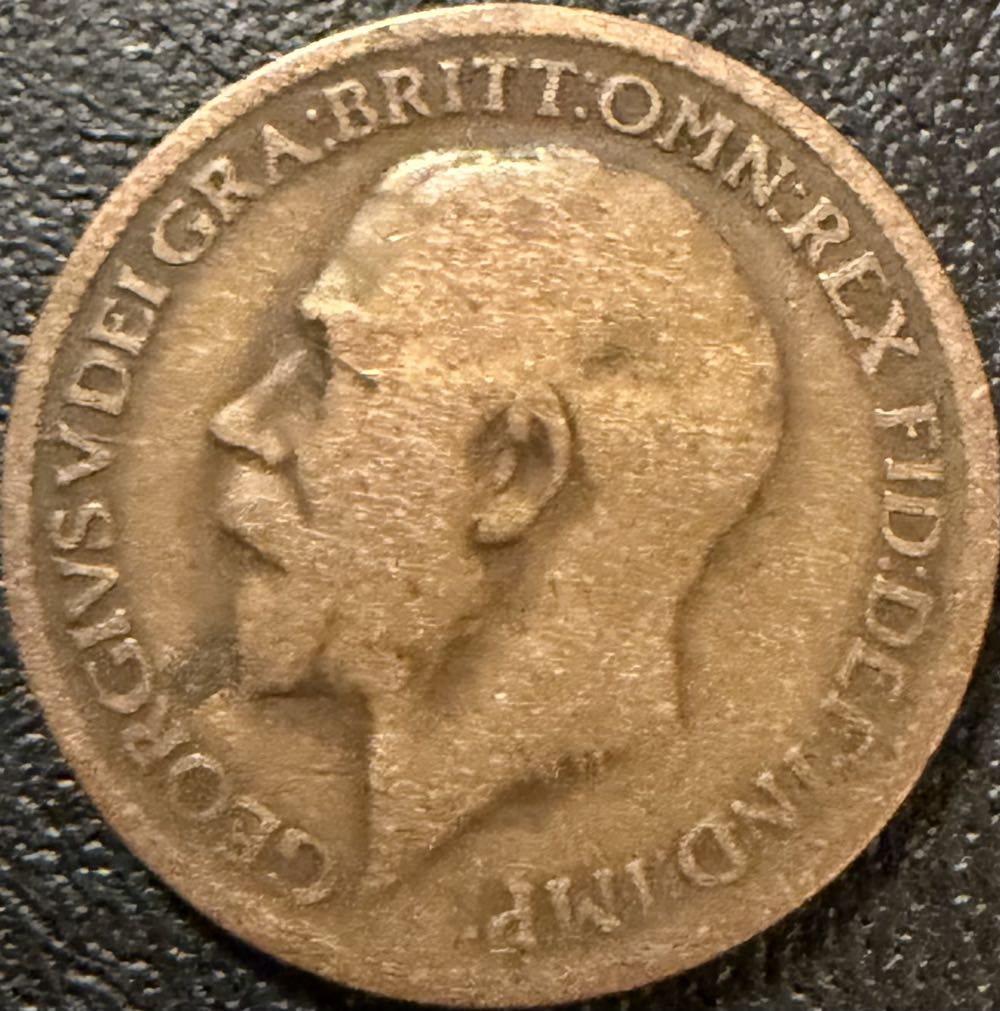 GEORGIVS V DEI GRA: BRITT: OMN: REX FID: DEF: IND: IMP: